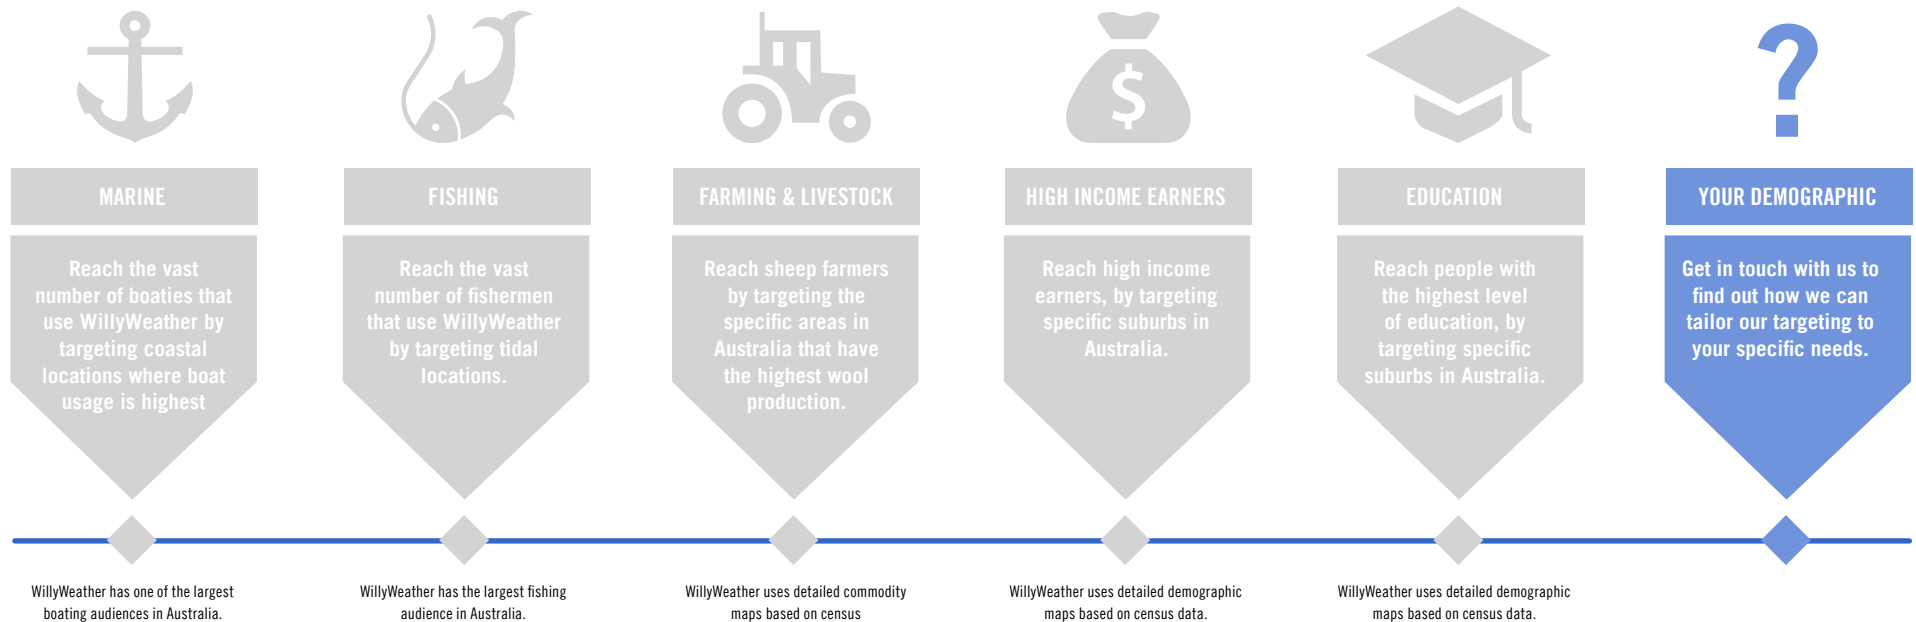 $
?
MARINE
FISHING
FARMING & LIVESTOCK
HIGH INCOME EARNERS
EDUCATION
YOUR DEMOGRAPHIC
Reach the vast
number of boaties that
use WillyWeather by
targeting coastal
locations where boat
usage is highest
Reach the vast
number of fishermen
that use WillyWeather
by targeting tidal
locations.
Reach sheep farmers
by targeting the
specific areas in
Australia that have
the highest wool
production.
Reach high income
earners, by targeting
specific suburbs in
Australia.
Reach people with
the highest level
of education, by
targeting specific
suburbs in Australia.
Get in touch with us to
find out how we can
tailor our targeting to
your specific needs.
WillyWeather has one of the largest
boating audiences in Australia.
WillyWeather has the largest fishing
audience in Australia.
WillyWeather uses detailed commodity
maps based on census
WillyWeather uses detailed demographic
maps based on census data.
WillyWeather uses detailed demographic
maps based on census data.